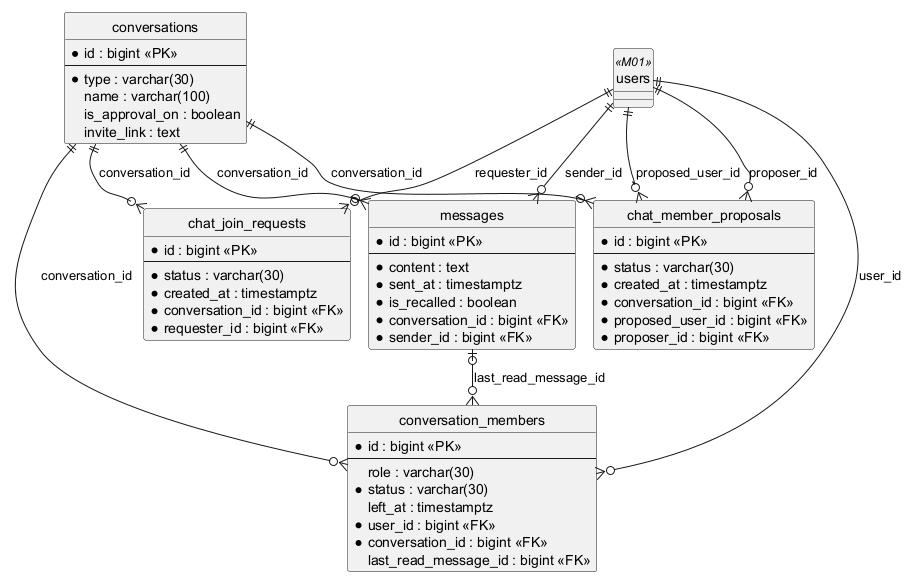 conversations
id : bigint «PK»
type : varchar(30)
name : varchar(100)
is_approval_on : boolean
invite_link : text
«M01»
users
conversation_id
conversation_id
conversation_id
requester_id
sender_id
proposed_user_id
proposer_id
chat_join_requests
id : bigint «PK»
status : varchar(30)
created_at : timestamptz
conversation_id : bigint «FK»
requester_id : bigint «FK»
messages
id : bigint «PK»
content : text
sent_at : timestamptz
is_recalled : boolean
conversation_id : bigint «FK»
sender_id : bigint «FK»
chat_member_proposals
id : bigint «PK»
status : varchar(30)
created_at : timestamptz
conversation_id : bigint «FK»
proposed_user_id : bigint «FK»
proposer_id : bigint «FK»
conversation_id
user_id
last_read_message_id
conversation_members
id : bigint «PK»
role : varchar(30)
status : varchar(30)
left_at : timestamptz
user_id : bigint «FK»
conversation_id : bigint «FK»
last_read_message_id : bigint «FK»